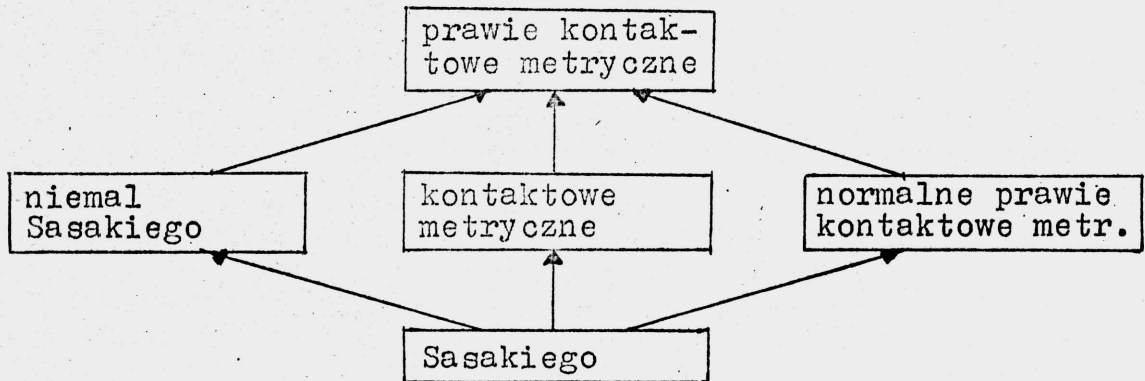 prawie kontak-
towe metryczne
niemal
Sasakiego
kontaktowe
metryczne
normalne prawie
kontaktowe metr.
Sasakiego